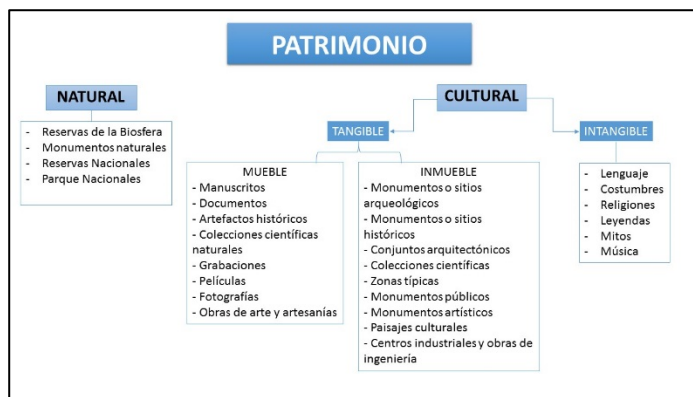 PATRIMONIO
NATURAL
- Reservas de la Biosfera
- Monumentos naturales
- Reservas Nacionales
- Parque Nacionales
CULTURAL
TANGIBLE
INTANGIBLE
MUEBLE
- Manuscritos
- Documentos
- Artefactos históricos
- Colecciones científicas
naturales
- Grabaciones
- Películas
- Fotografías
- Obras de arte y artesanías
INMUEBLE
- Monumentos o sitios
arqueológicos
- Monumentos o sitios
históricos
- Conjuntos arquitectónicos
- Colecciones científicas
- Zonas típicas
- Monumentos públicos
- Monumentos artísticos
- Paisajes culturales
- Centros industriales y obras de
ingeniería
- Lenguaje
- Costumbres
- Religiones
- Leyendas
- Mitos
- Música